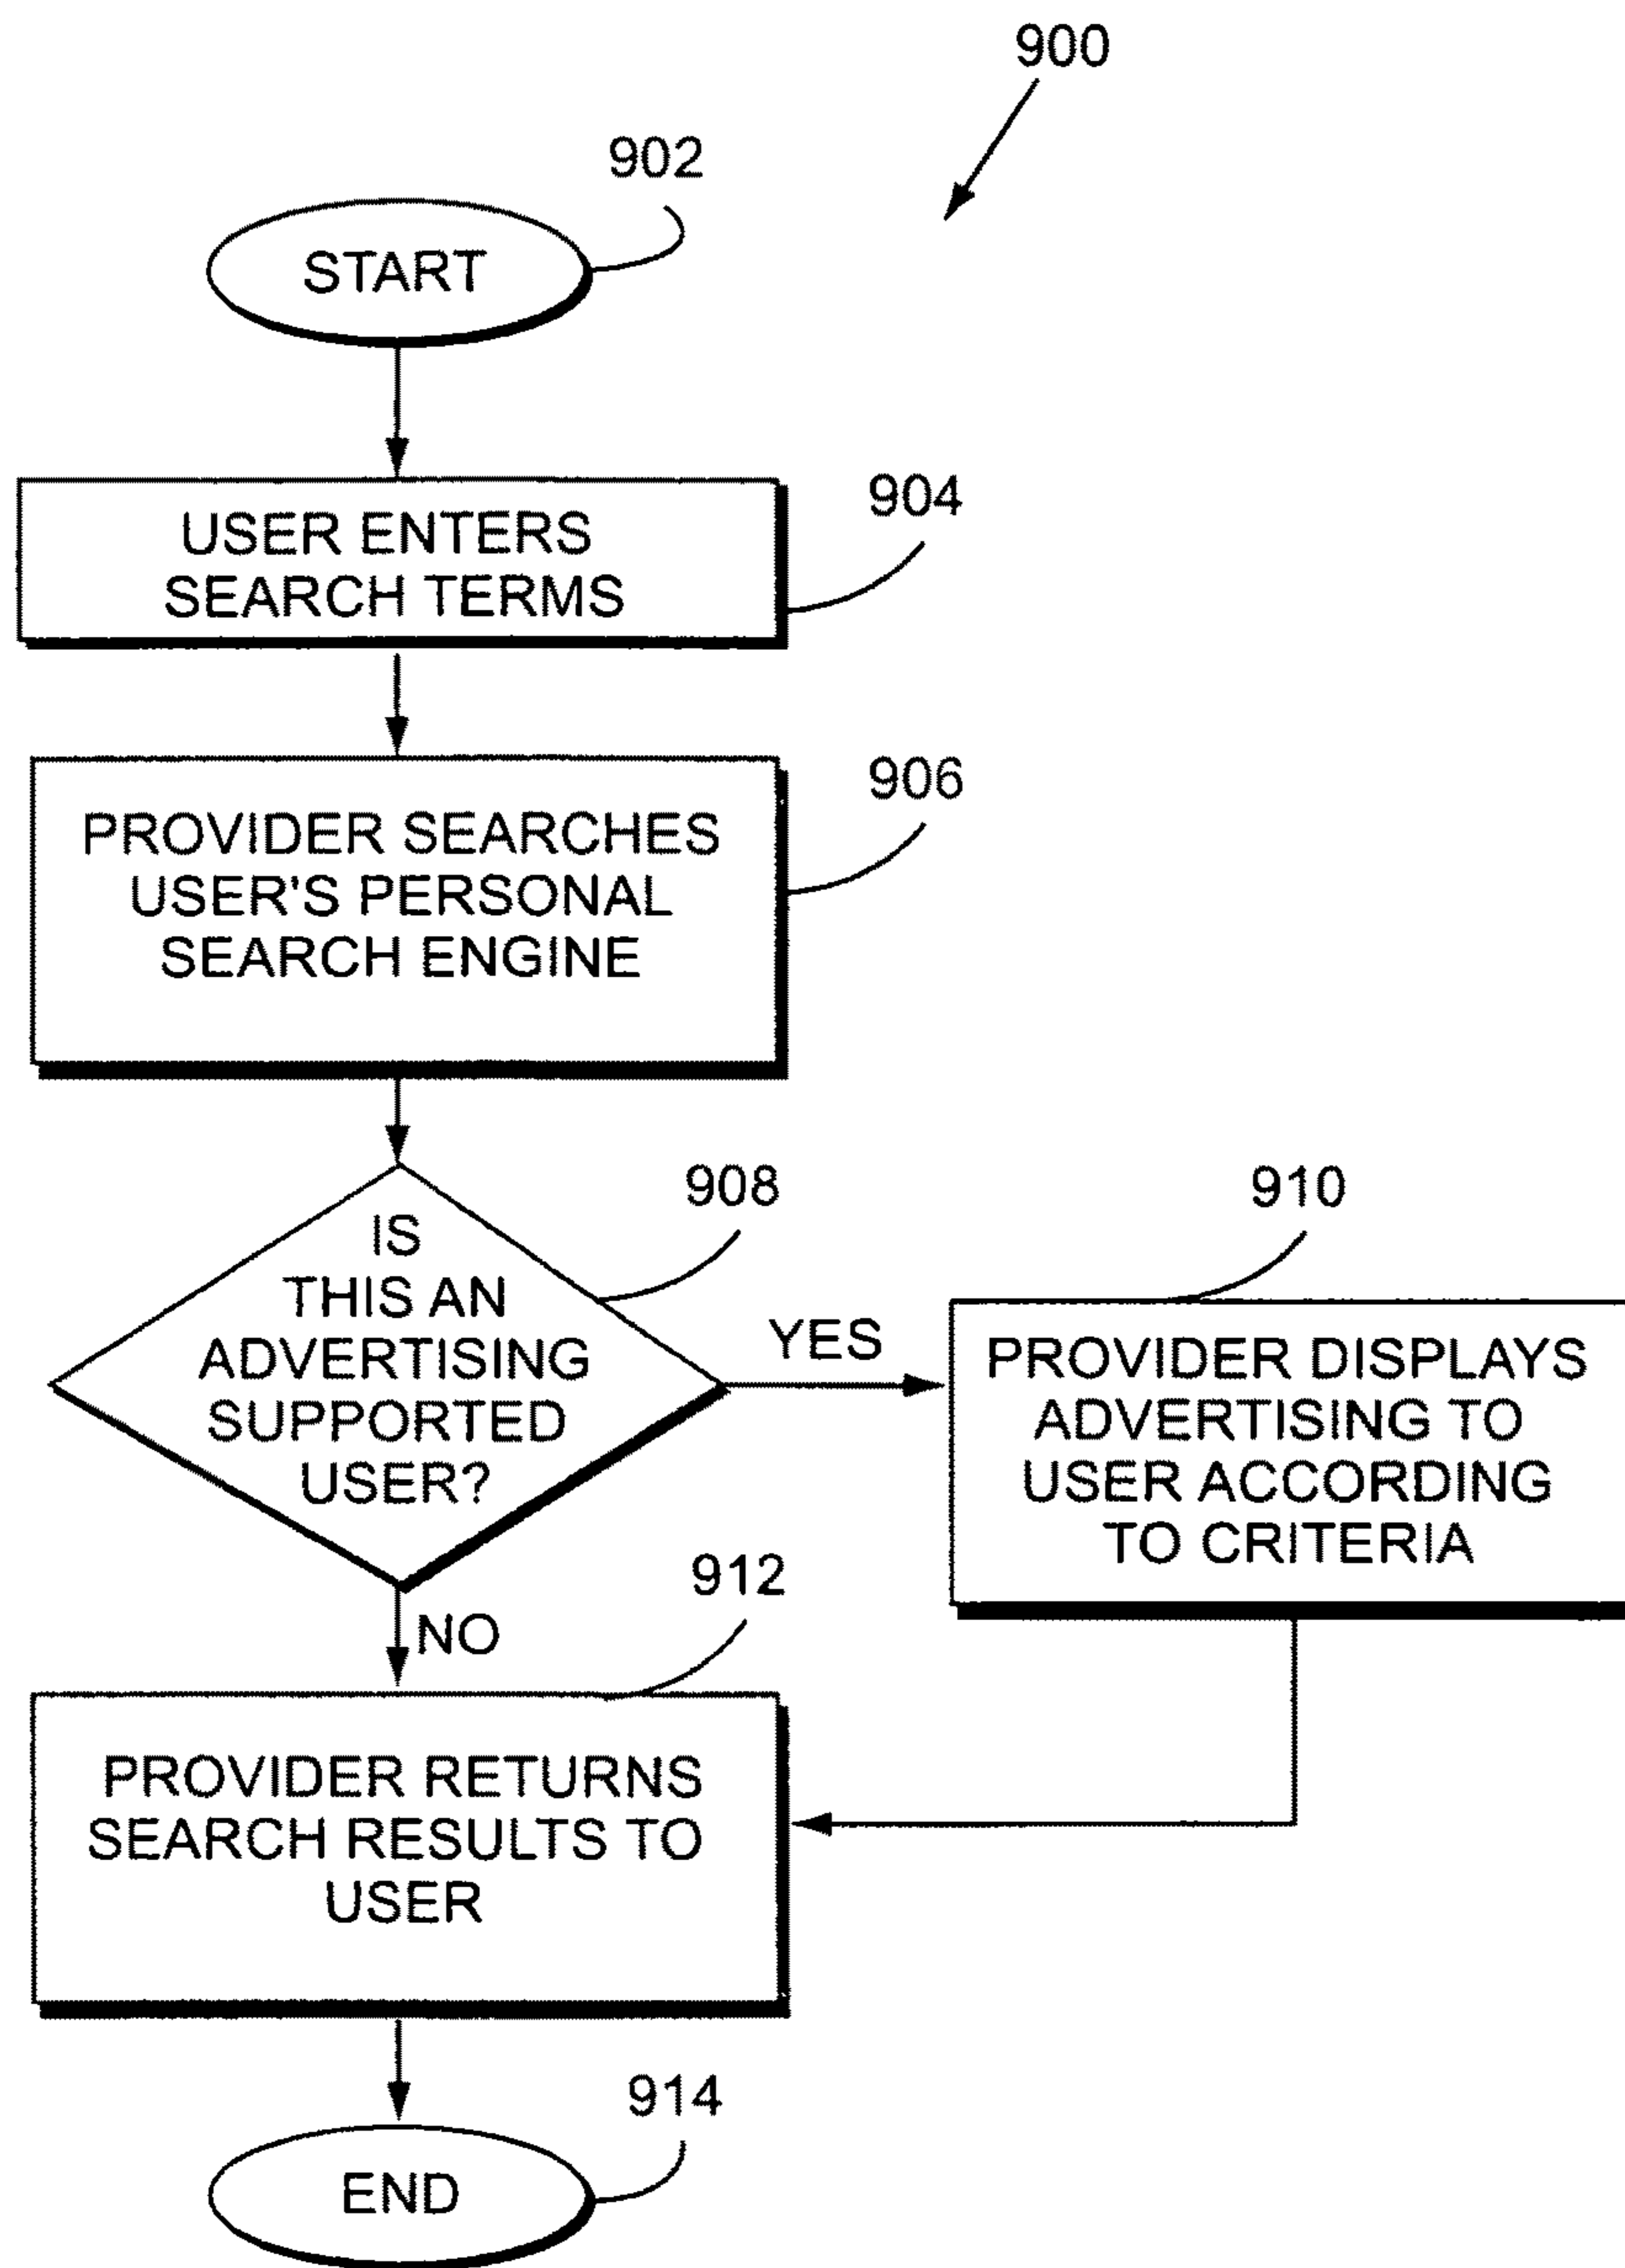 900
902
START
904
USER ENTERS
SEARCH TERMS
906
PROVIDER SEARCHES
USER'S PERSONAL
SEARCH ENGINE
908
IS
THIS AN
ADVERTISING
SUPPORTED
USER?
YES
910
PROVIDER DISPLAYS
ADVERTISING TO
USER ACCORDING
TO CRITERIA
NO
912
PROVIDER RETURNS
SEARCH RESULTS TO
USER
914
END